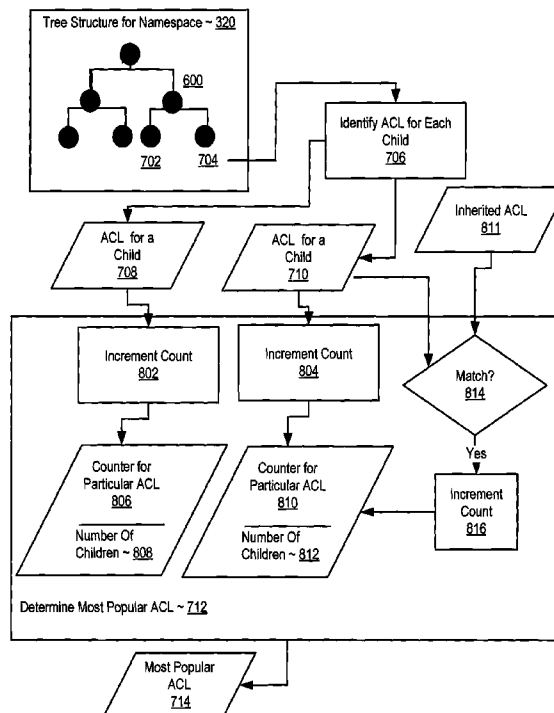 Tree Structure for Namespace ~ 320
600
702
704
Identify ACL for Each
Child
706
Inherited ACL
811
ACL for a
Child
708
ACL for a
Child
710
Increment Count
802
Increment Count
804
Match?
814
Yes
Counter for
Particular ACL
806
Number Of
Children ~ 808
Counter for
Particular ACL
810
Number Of
Children ~ 812
Increment
Count
816
Determine Most Popular ACL ~ 712
Most Popular
ACL
714